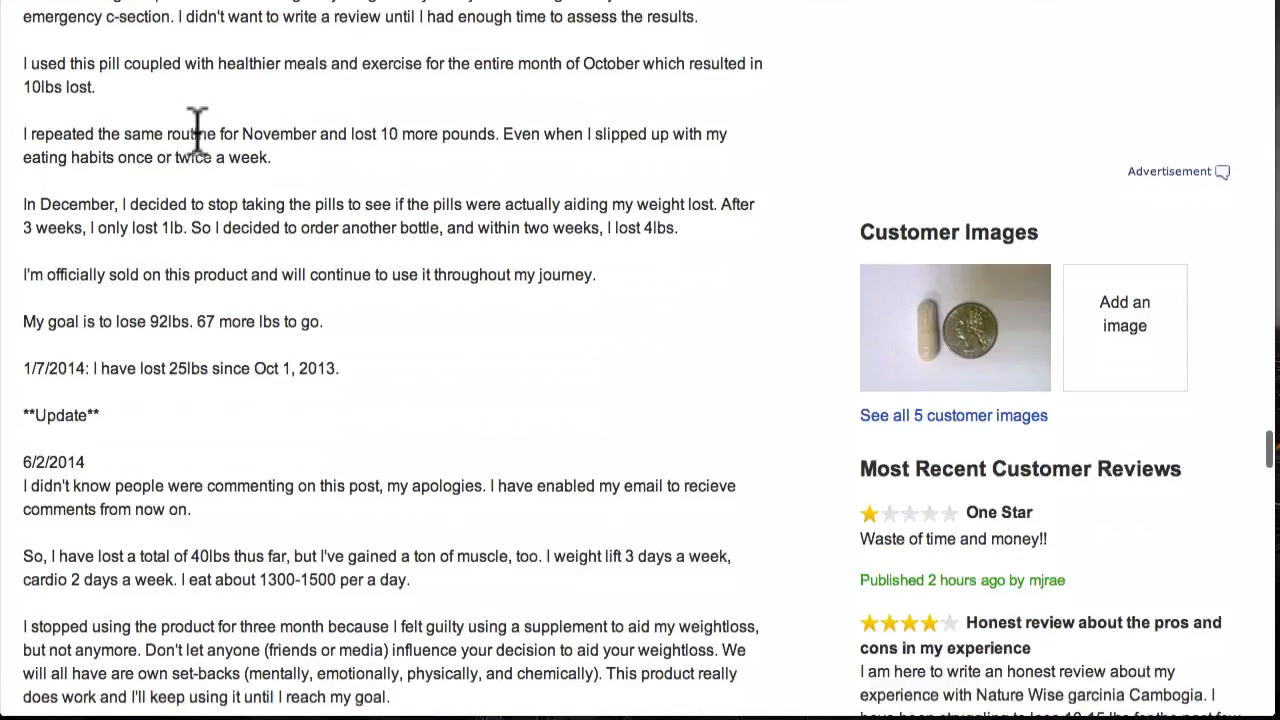 emergency c-section. I didn't want to write a review until I had enough time to assess the results.
I used this pill coupled with healthier meals and exercise for the entire month of October which resulted in
10lbs lost.
I repeated the same routine for November and lost 10 more pounds. Even when I slipped up with my
eating habits once or twice a week.
In December, I decided to stop taking the pills to see if the pills were actually aiding my weight lost. After
3 weeks, I only lost 1lb. So I decided to order another bottle, and within two weeks, I lost 4lbs.
I'm officially sold on this product and will continue to use it throughout my journey.
My goal is to lose 92lbs. 67 more lbs to go.
1/7/2014: I have lost 25lbs since Oct 1, 2013.
**Update**
6/2/2014
I didn't know people were commenting on this post, my apologies. I have enabled my email to recieve
comments from now on.
So, I have lost a total of 40lbs thus far, but I've gained a ton of muscle, too. I weight lift 3 days a week,
cardio 2 days a week. I eat about 1300-1500 per a day.
I stopped using the product for three month because I felt guilty using a supplement to aid my weightloss,
but not anymore. Don't let anyone (friends or media) influence your decision to aid your weightloss. We
will all have are own set-backs (mentally, emotionally, physically, and chemically). This product really
does work and I'll keep using it until I reach my goal.
Advertisement
Customer Images
Add an
image
See all 5 customer images
Most Recent Customer Reviews
One Star
Waste of time and money!!
Published 2 hours ago by mjrae
Honest review about the pros and
cons in my experience
I am here to write an honest review about my
experience with Nature Wise garcinia Cambogia. I